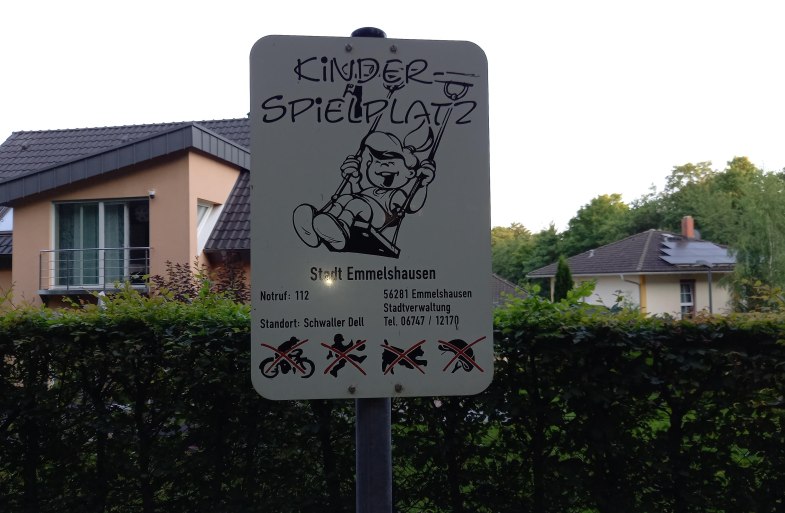 KiNDER-
SPiELPLATZ
Stadt Emmelshausen
Notruf: 112
Standort: Schwaller Dell
56281 Emmelshausen
Stadtverwaltung
Tel. 06747 / 12170